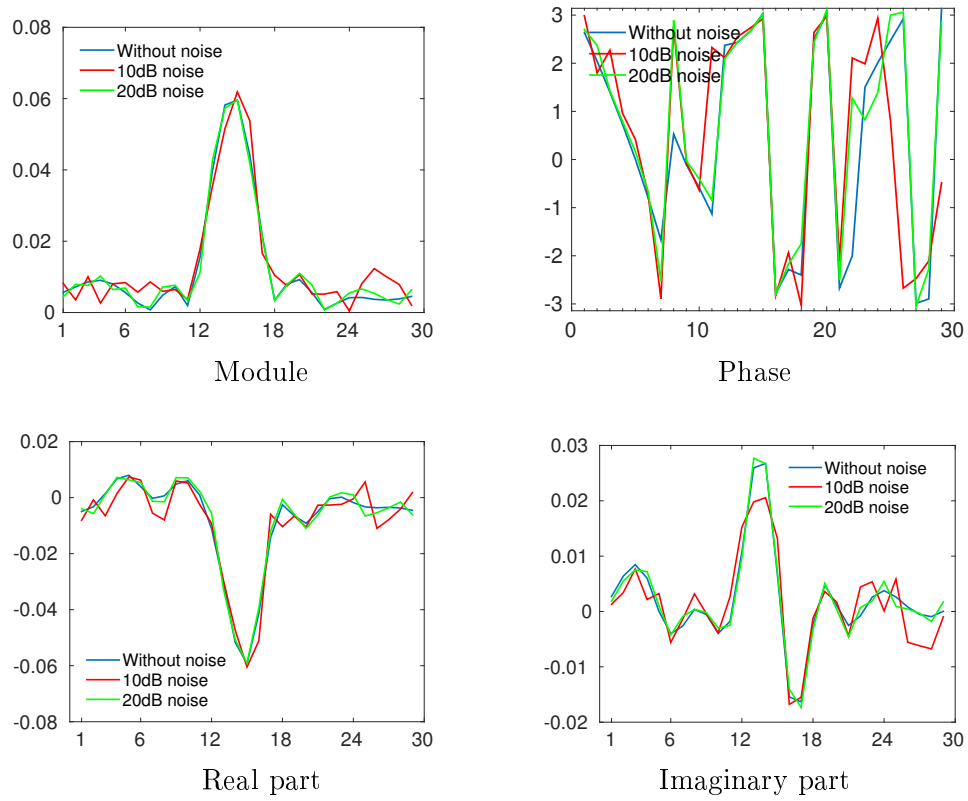 0.08
0.06
0.04
0.02
0
Without noise
10dB noise
20dB noise
1 6 12 18 24 30
Module
3
2
1
0
-1
-2
-3
Without noise
10dB noise
20dB noise
0 10 20 30
Phase
0.02
0
-0.02
-0.04
-0.06
-0.08
Without noise
10dB noise
20dB noise
1 6 12 18 24 30
Real part
0.03
0.02
0.01
0
-0.01
-0.02
Without noise
10dB noise
20dB noise
1 6 12 18 24 30
Imaginary part